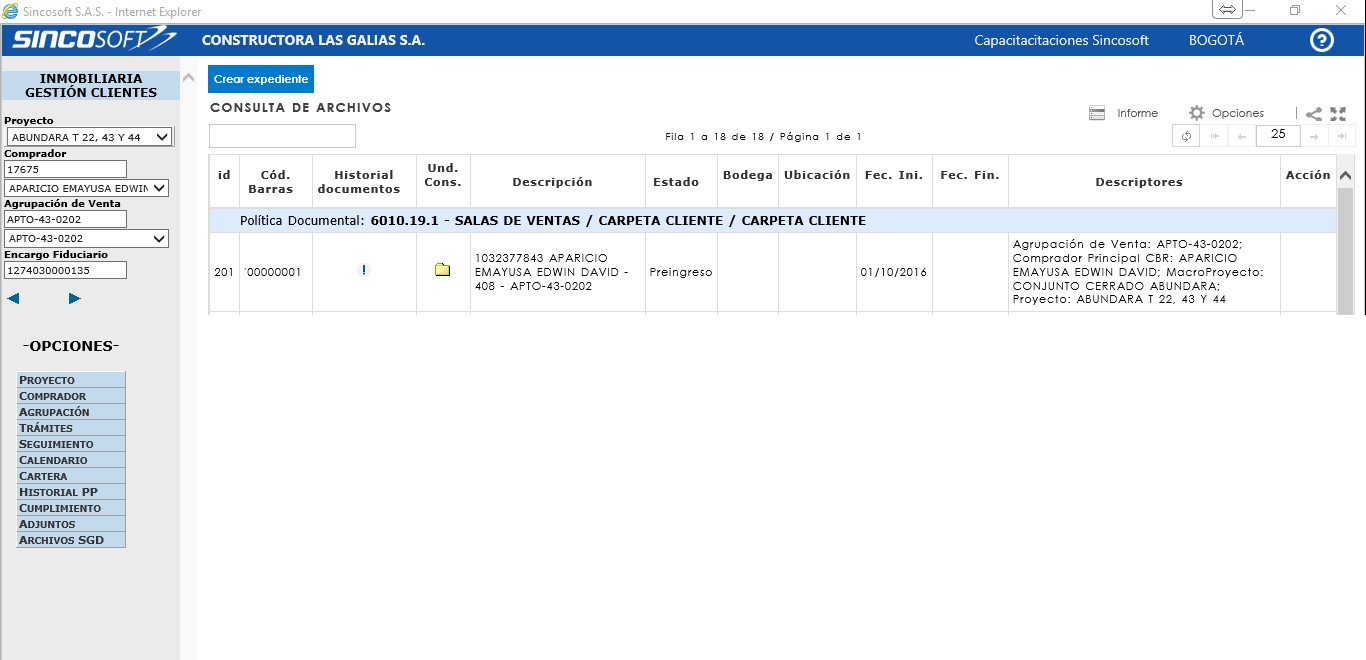 Sincosoft S.A.S. - Internet Explorer
SINCOSOFT CONSTRUCTORA LAS GALIAS S.A. Capacitacitaciones Sincosoft BOGOTÁ ?
INMOBILIARIA
GESTIÓN CLIENTES
Proyecto
ABUNDARA T 22, 43 Y 44
Comprador
17675
APARICIO EMAYUSA EDWIN
Agrupación de Venta
APTO-43-0202
APTO-43-0202
Encargo Fiduciario
1274030000135
-OPCIONES-
PROYECTO
COMPRADOR
AGRUPACIÓN
TRÁMITES
SEGUIMIENTO
CALENDARIO
CARTERA
HISTORIAL PP
CUMPLIMIENTO
ADJUNTOS
ARCHIVOS SGD
Crear expediente
CONSULTA DE ARCHIVOS
Informe Opciones |
Fila 1 a 18 de 18 / Página 1 de 1
25
id
Cód.
Barras
Historial
documentos
Und.
Cons.
Descripción
Estado
Bodega
Ubicación
Fec. Ini.
Fec. Fin.
Descriptores
Acción
Política Documental: 6010.19.1 - SALAS DE VENTAS / CARPETA CLIENTE / CARPETA CLIENTE
201
'00000001
!
1032377843 APARICIO
EMAYUSA EDWIN DAVID -
408 - APTO-43-0202
Preingreso
01/10/2016
Agrupación de Venta: APTO-43-0202;
Comprador Principal CBR: APARICIO
EMAYUSA EDWIN DAVID; MacroProyecto:
CONJUNTO CERRADO ABUNDARA;
Proyecto: ABUNDARA T 22, 43 Y 44